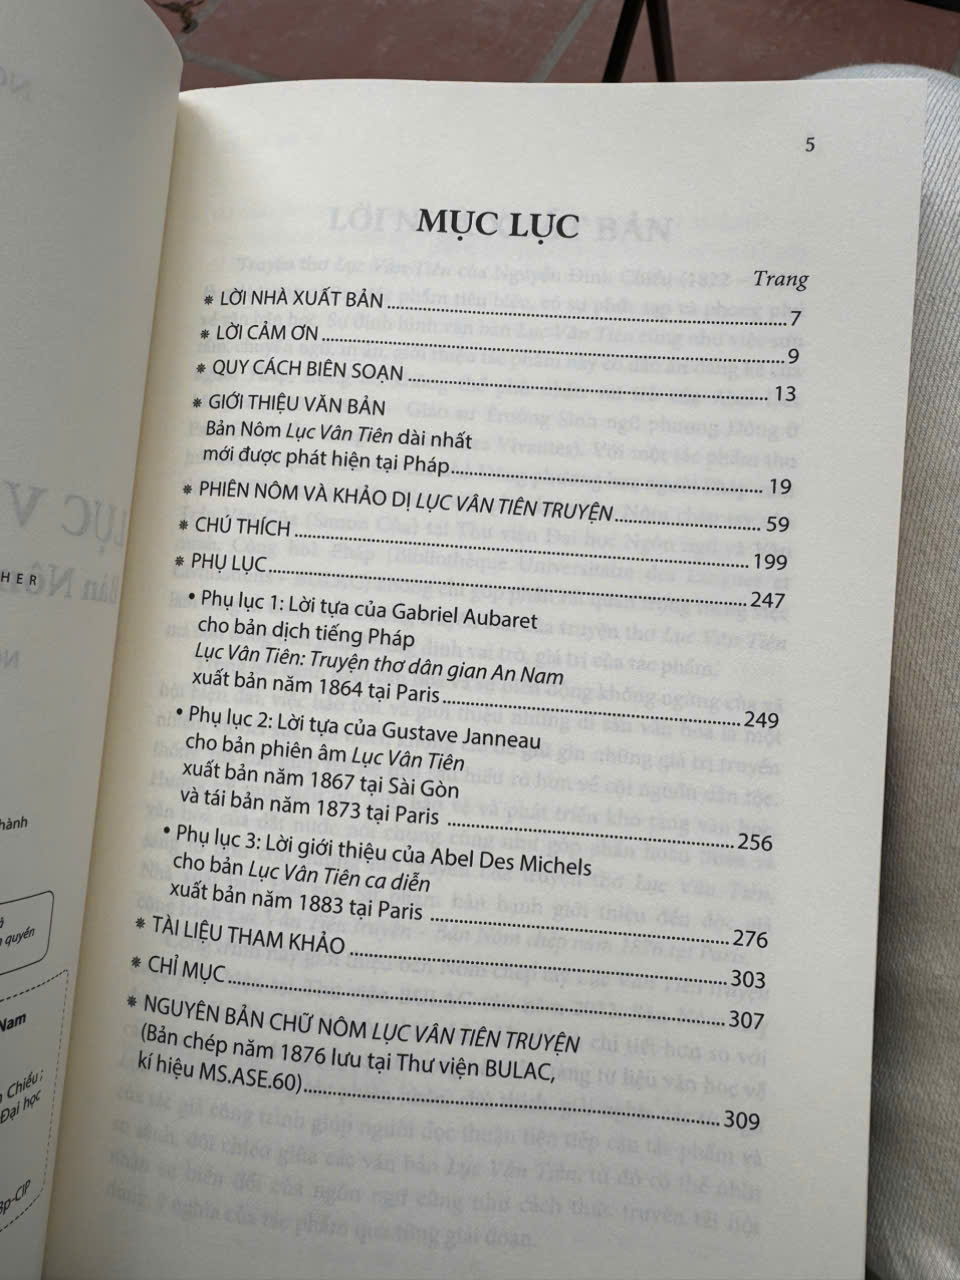 5
MỤC LỤC
Trang
* LỜI NHÀ XUẤT BẢN ........ 7
* LỜI CẢM ƠN ........ 9
* QUY CÁCH BIÊN SOẠN ........ 13
* GIỚI THIỆU VĂN BẢN
Bản Nôm Lục Vân Tiên dài nhất
mới được phát hiện tại Pháp ........ 19
* PHIÊN NÔM VÀ KHẢO DỊ LỤC VÂN TIÊN TRUYỆN ........ 59
* CHÚ THÍCH ........ 199
* PHỤ LỤC ........ 247
• Phụ lục 1: Lời tựa của Gabriel Aubaret
cho bản dịch tiếng Pháp
Lục Vân Tiên: Truyện thơ dân gian An Nam
xuất bản năm 1864 tại Paris ........ 249
• Phụ lục 2: Lời tựa của Gustave Janneau
cho bản phiên âm Lục Vân Tiên
xuất bản năm 1867 tại Sài Gòn
và tái bản năm 1873 tại Paris ........ 256
• Phụ lục 3: Lời giới thiệu của Abel Des Michels
cho bản Lục Vân Tiên ca diễn
xuất bản năm 1883 tại Paris ........ 276
* TÀI LIỆU THAM KHẢO ........ 303
* CHỈ MỤC ........ 307
* NGUYÊN BẢN CHỮ NÔM LỤC VÂN TIÊN TRUYỆN
(Bản chép năm 1876 lưu tại Thư viện BULAC,
kí hiệu MS.ASE.60) ........ 309
HER
hành
quyền
Nam
Chiểu ;
Đại học